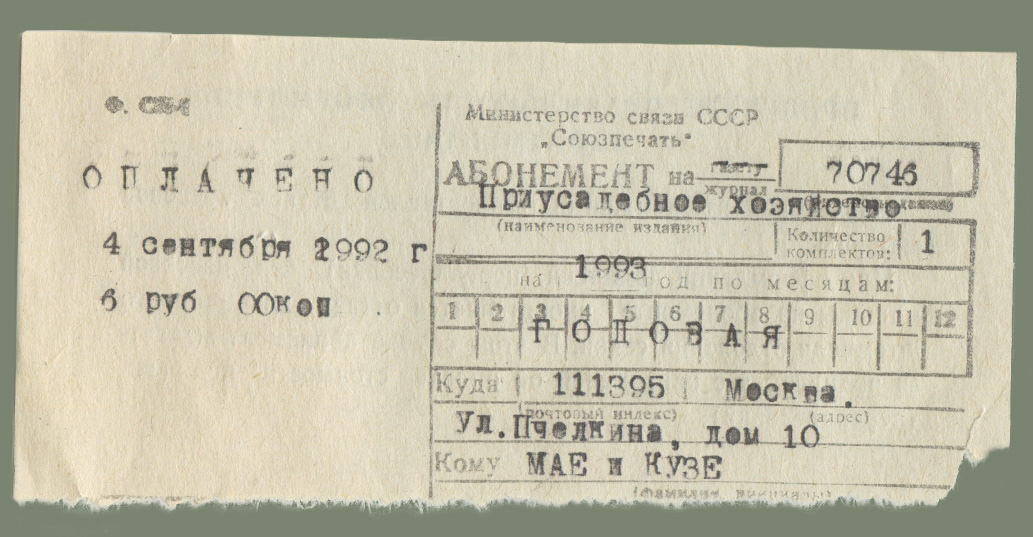 Ф. СП-1
ОПЛАЧЕНО
4 сентября 1992 г
6 руб 00коп.
Министерство связи СССР
„Союзпечать“
АБОНЕМЕНТ на газету
журнал
70746
Приусадебное хозяйство
(наименование издания)
Количество комплектов: 1
на 1993 год по месяцам:
1 2 3 4 5 6 7 8 9 10 11 12
ГОДОВАЯ
Куда 111395 Москва.
(почтовый индекс) (адрес)
Ул.Пчелкина, дом 10
Кому МАЕ и КУЗЕ
(фамилия, инициалы)